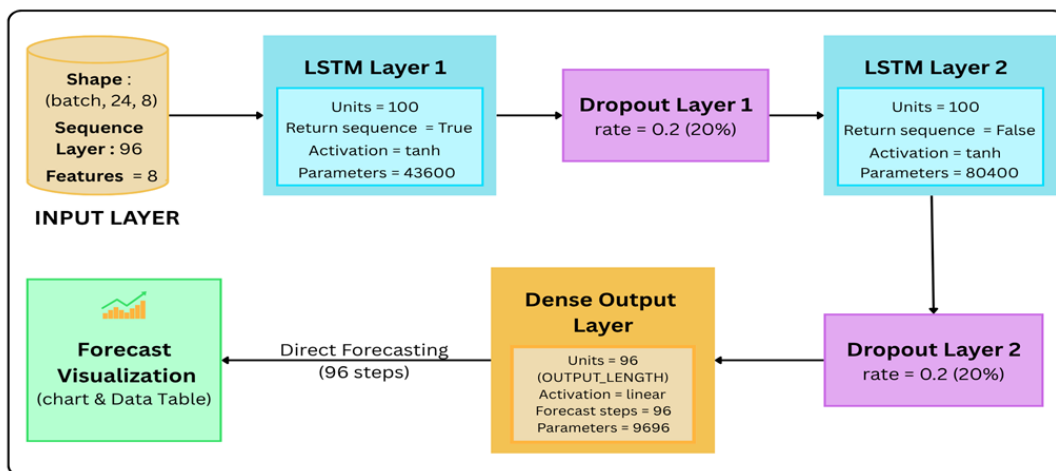 Shape :
(batch, 24, 8)
Sequence
Layer : 96
Features = 8
INPUT LAYER
LSTM Layer 1
Units = 100
Return sequence = True
Activation = tanh
Parameters = 43600
Dropout Layer 1
rate = 0.2 (20%)
LSTM Layer 2
Units = 100
Return sequence = False
Activation = tanh
Parameters = 80400
Dropout Layer 2
rate = 0.2 (20%)
Dense Output
Layer
Units = 96
(OUTPUT_LENGTH)
Activation = linear
Forecast steps = 96
Parameters = 9696
Direct Forecasting
(96 steps)
Forecast
Visualization
(chart & Data Table)